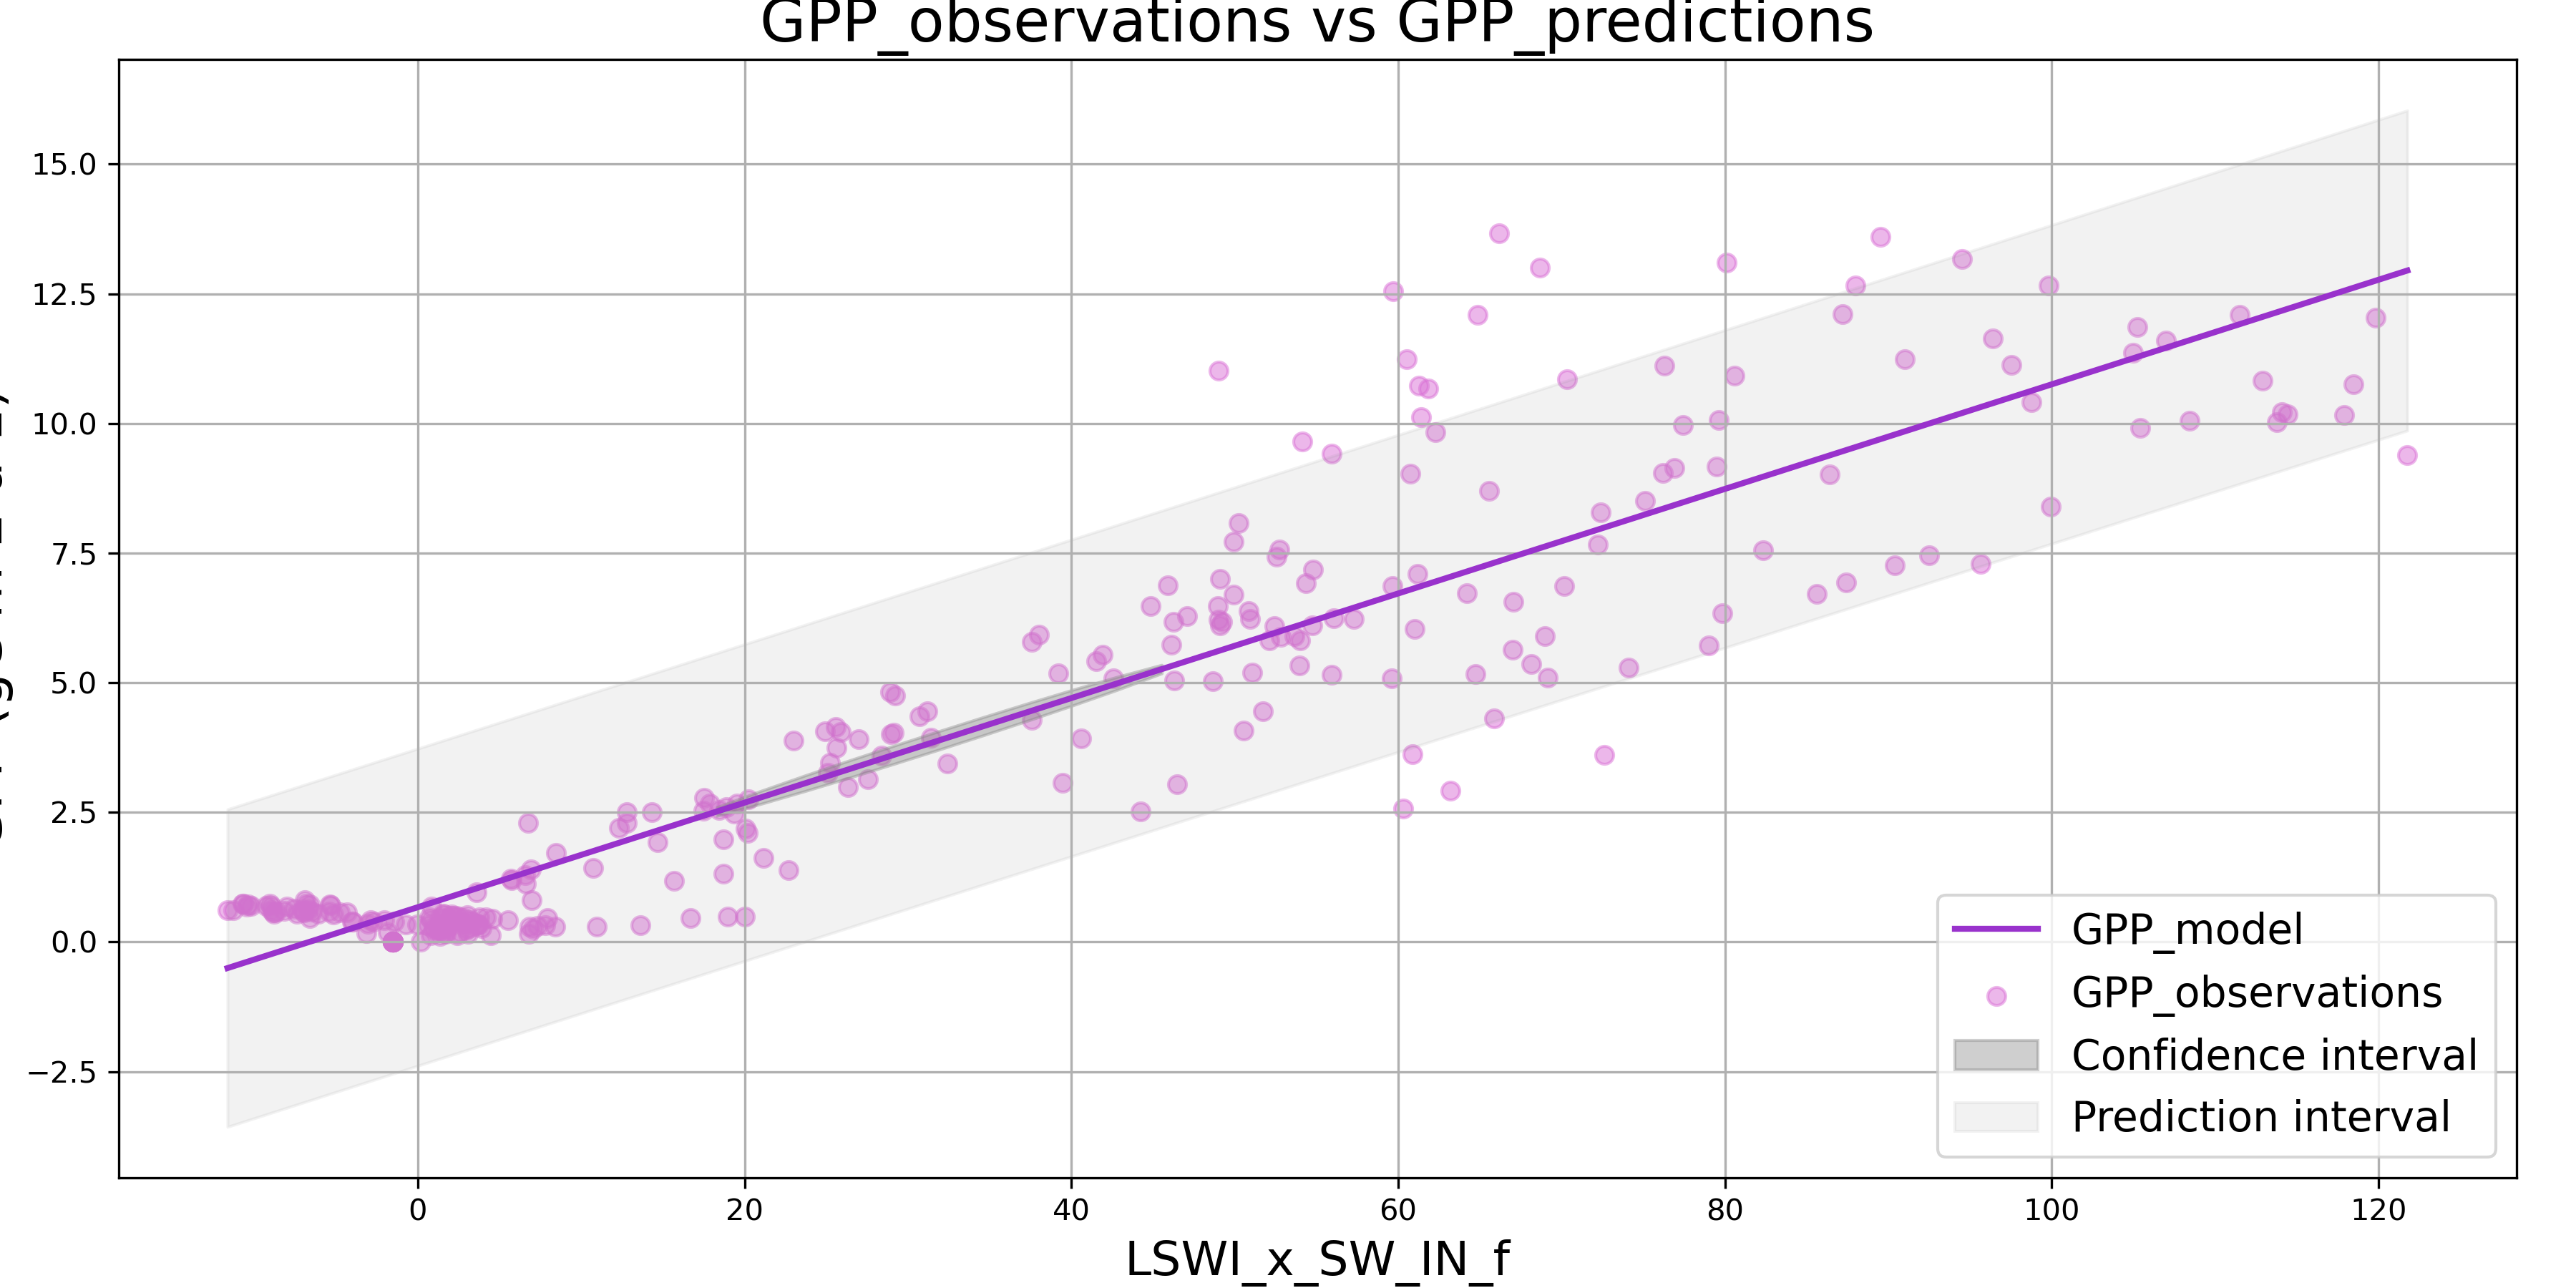 GPP_observations vs GPP_predictions
15.0
12.5
10.0
7.5
5.0
2.5
0.0
−2.5
0 20 40 60 80 100 120
LSWI_x_SW_IN_f
GPP_model
GPP_observations
Confidence interval
Prediction interval